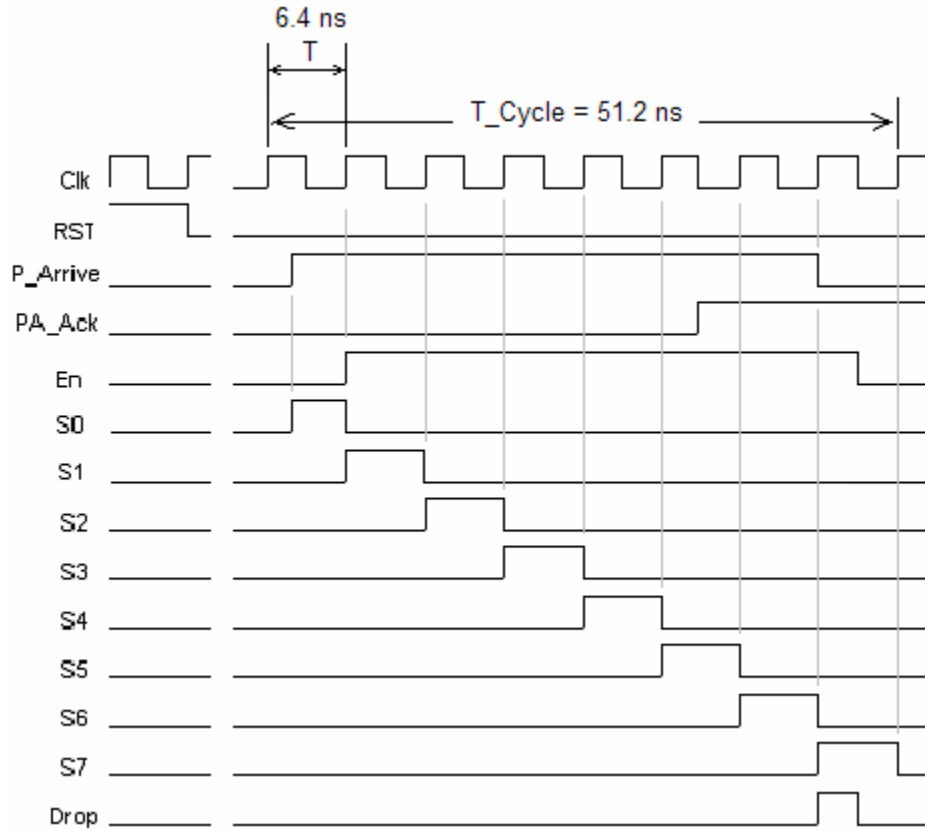 6.4 ns
T
T_Cycle = 51.2 ns
Clk
RST
P_Arrive
PA_Ack
En
S0
S1
S2
S3
S4
S5
S6
S7
Drop